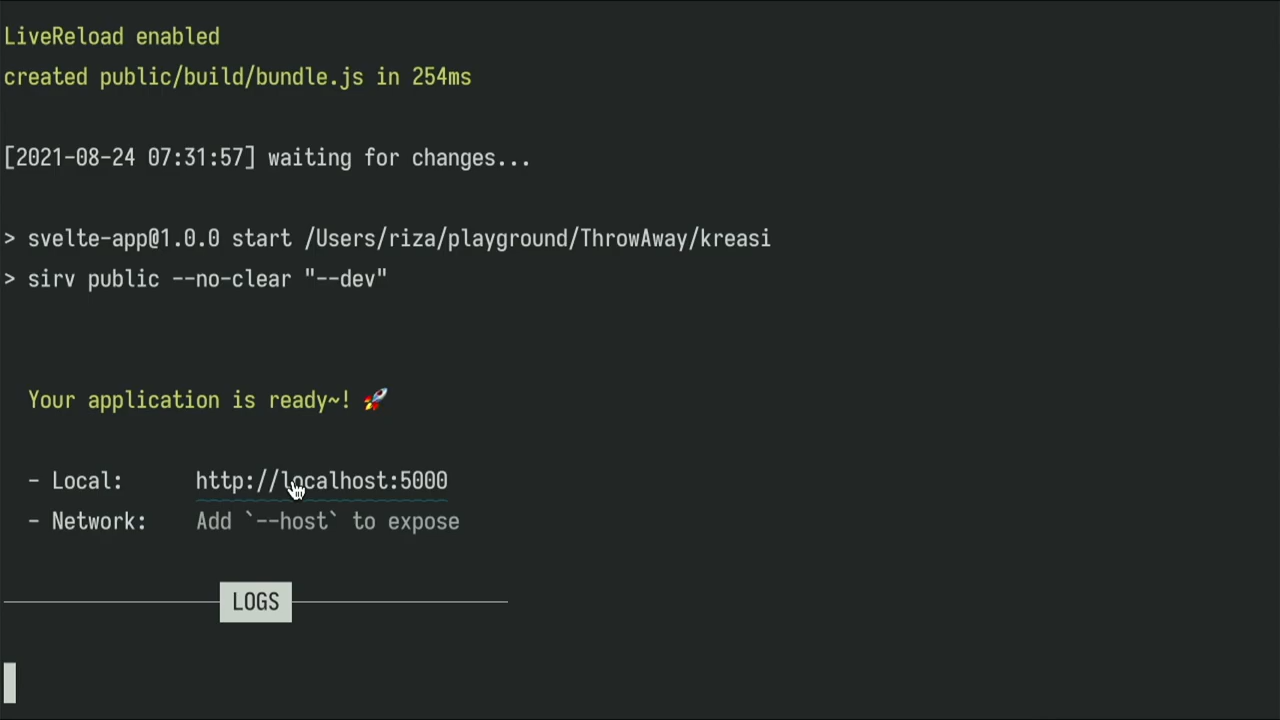 LiveReload enabled
created public/build/bundle.js in 254ms
[2021-08-24 07:31:57] waiting for changes...
> svelte-app@1.0.0 start /Users/riza/playground/ThrowAway/kreasi
> sirv public --no-clear "--dev"
Your application is ready~! 🚀
- Local: http://localhost:5000
- Network: Add `--host` to expose
LOGS